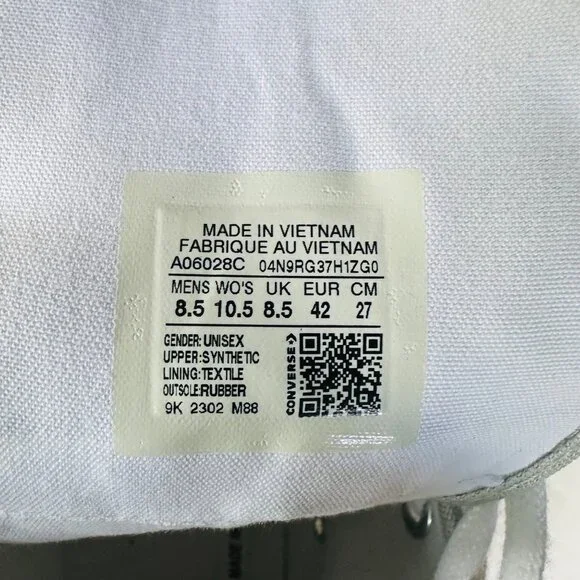 MADE IN VIETNAM
FABRIQUE AU VIETNAM
A06028C 04N9RG37H1ZG0
MENS WO'S UK EUR CM
8.5 10.5 8.5 42 27
GENDER: UNISEX
UPPER: SYNTHETIC
LINING: TEXTILE
OUTSOLE: RUBBER
9K 2302 M88
CONVERSE